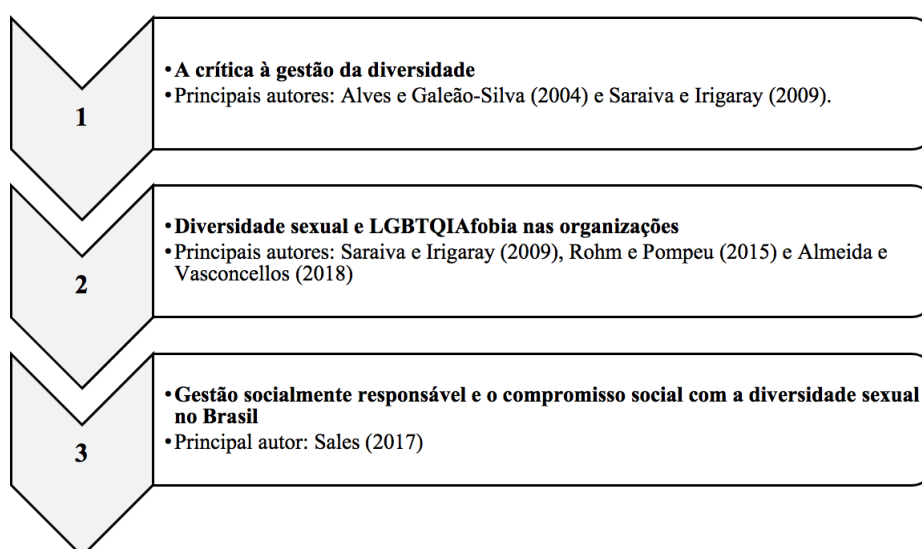 1
• A crítica à gestão da diversidade
• Principais autores: Alves e Galeão-Silva (2004) e Saraiva e Irigaray (2009).
2
• Diversidade sexual e LGBTQIAfobia nas organizações
• Principais autores: Saraiva e Irigaray (2009), Rohm e Pompeu (2015) e Almeida e
Vasconcellos (2018)
3
• Gestão socialmente responsável e o compromisso social com a diversidade sexual
no Brasil
• Principal autor: Sales (2017)